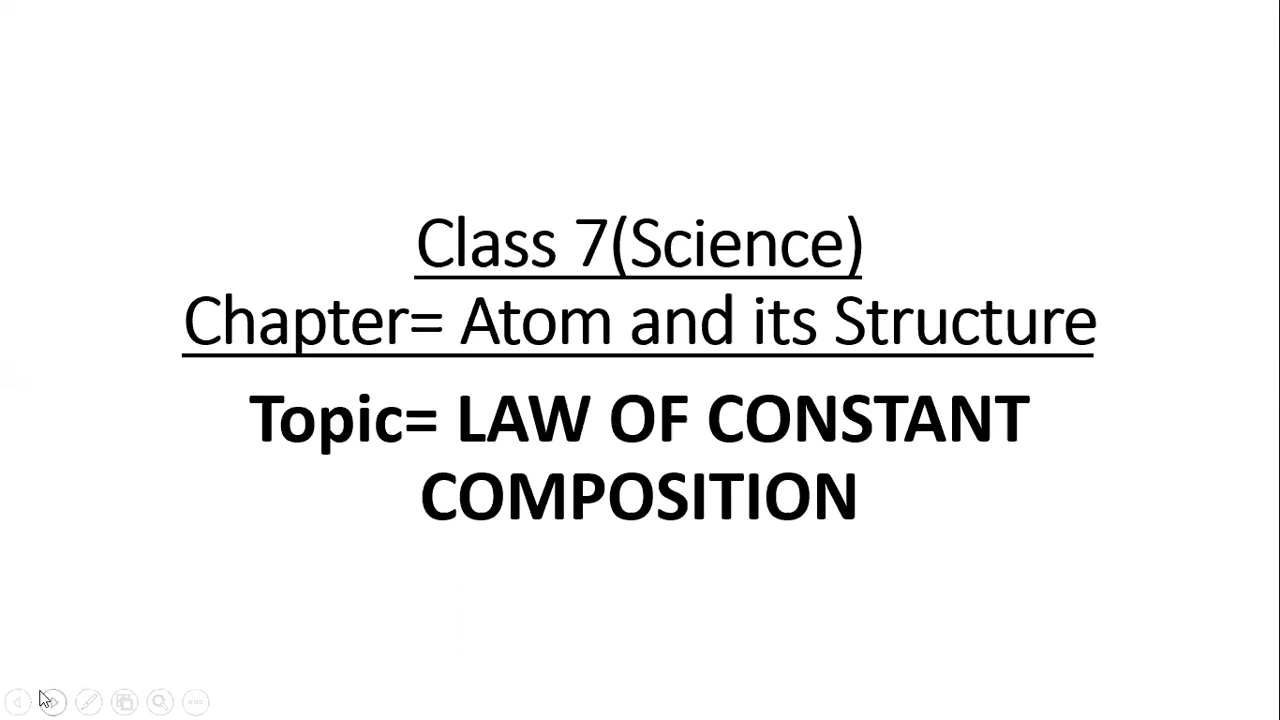 Class 7(Science)
Chapter= Atom and its Structure
Topic= LAW OF CONSTANT
COMPOSITION